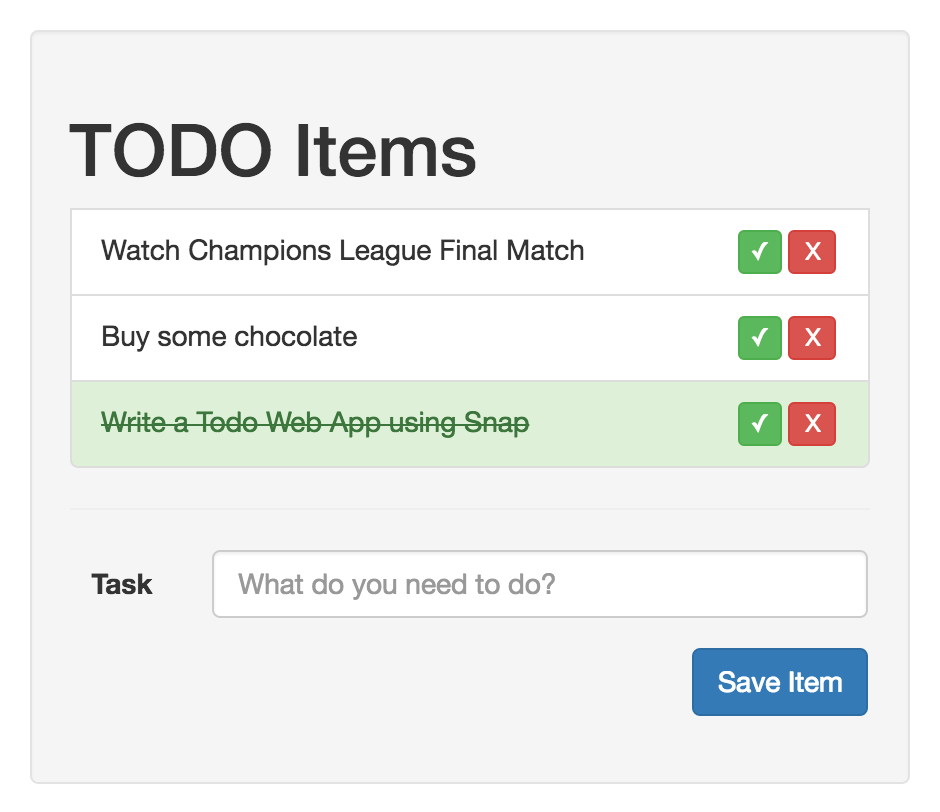 TODO Items
Watch Champions League Final Match ✓ X
Buy some chocolate ✓ X
Write a Todo Web App using Snap ✓ X
Task What do you need to do?
Save Item